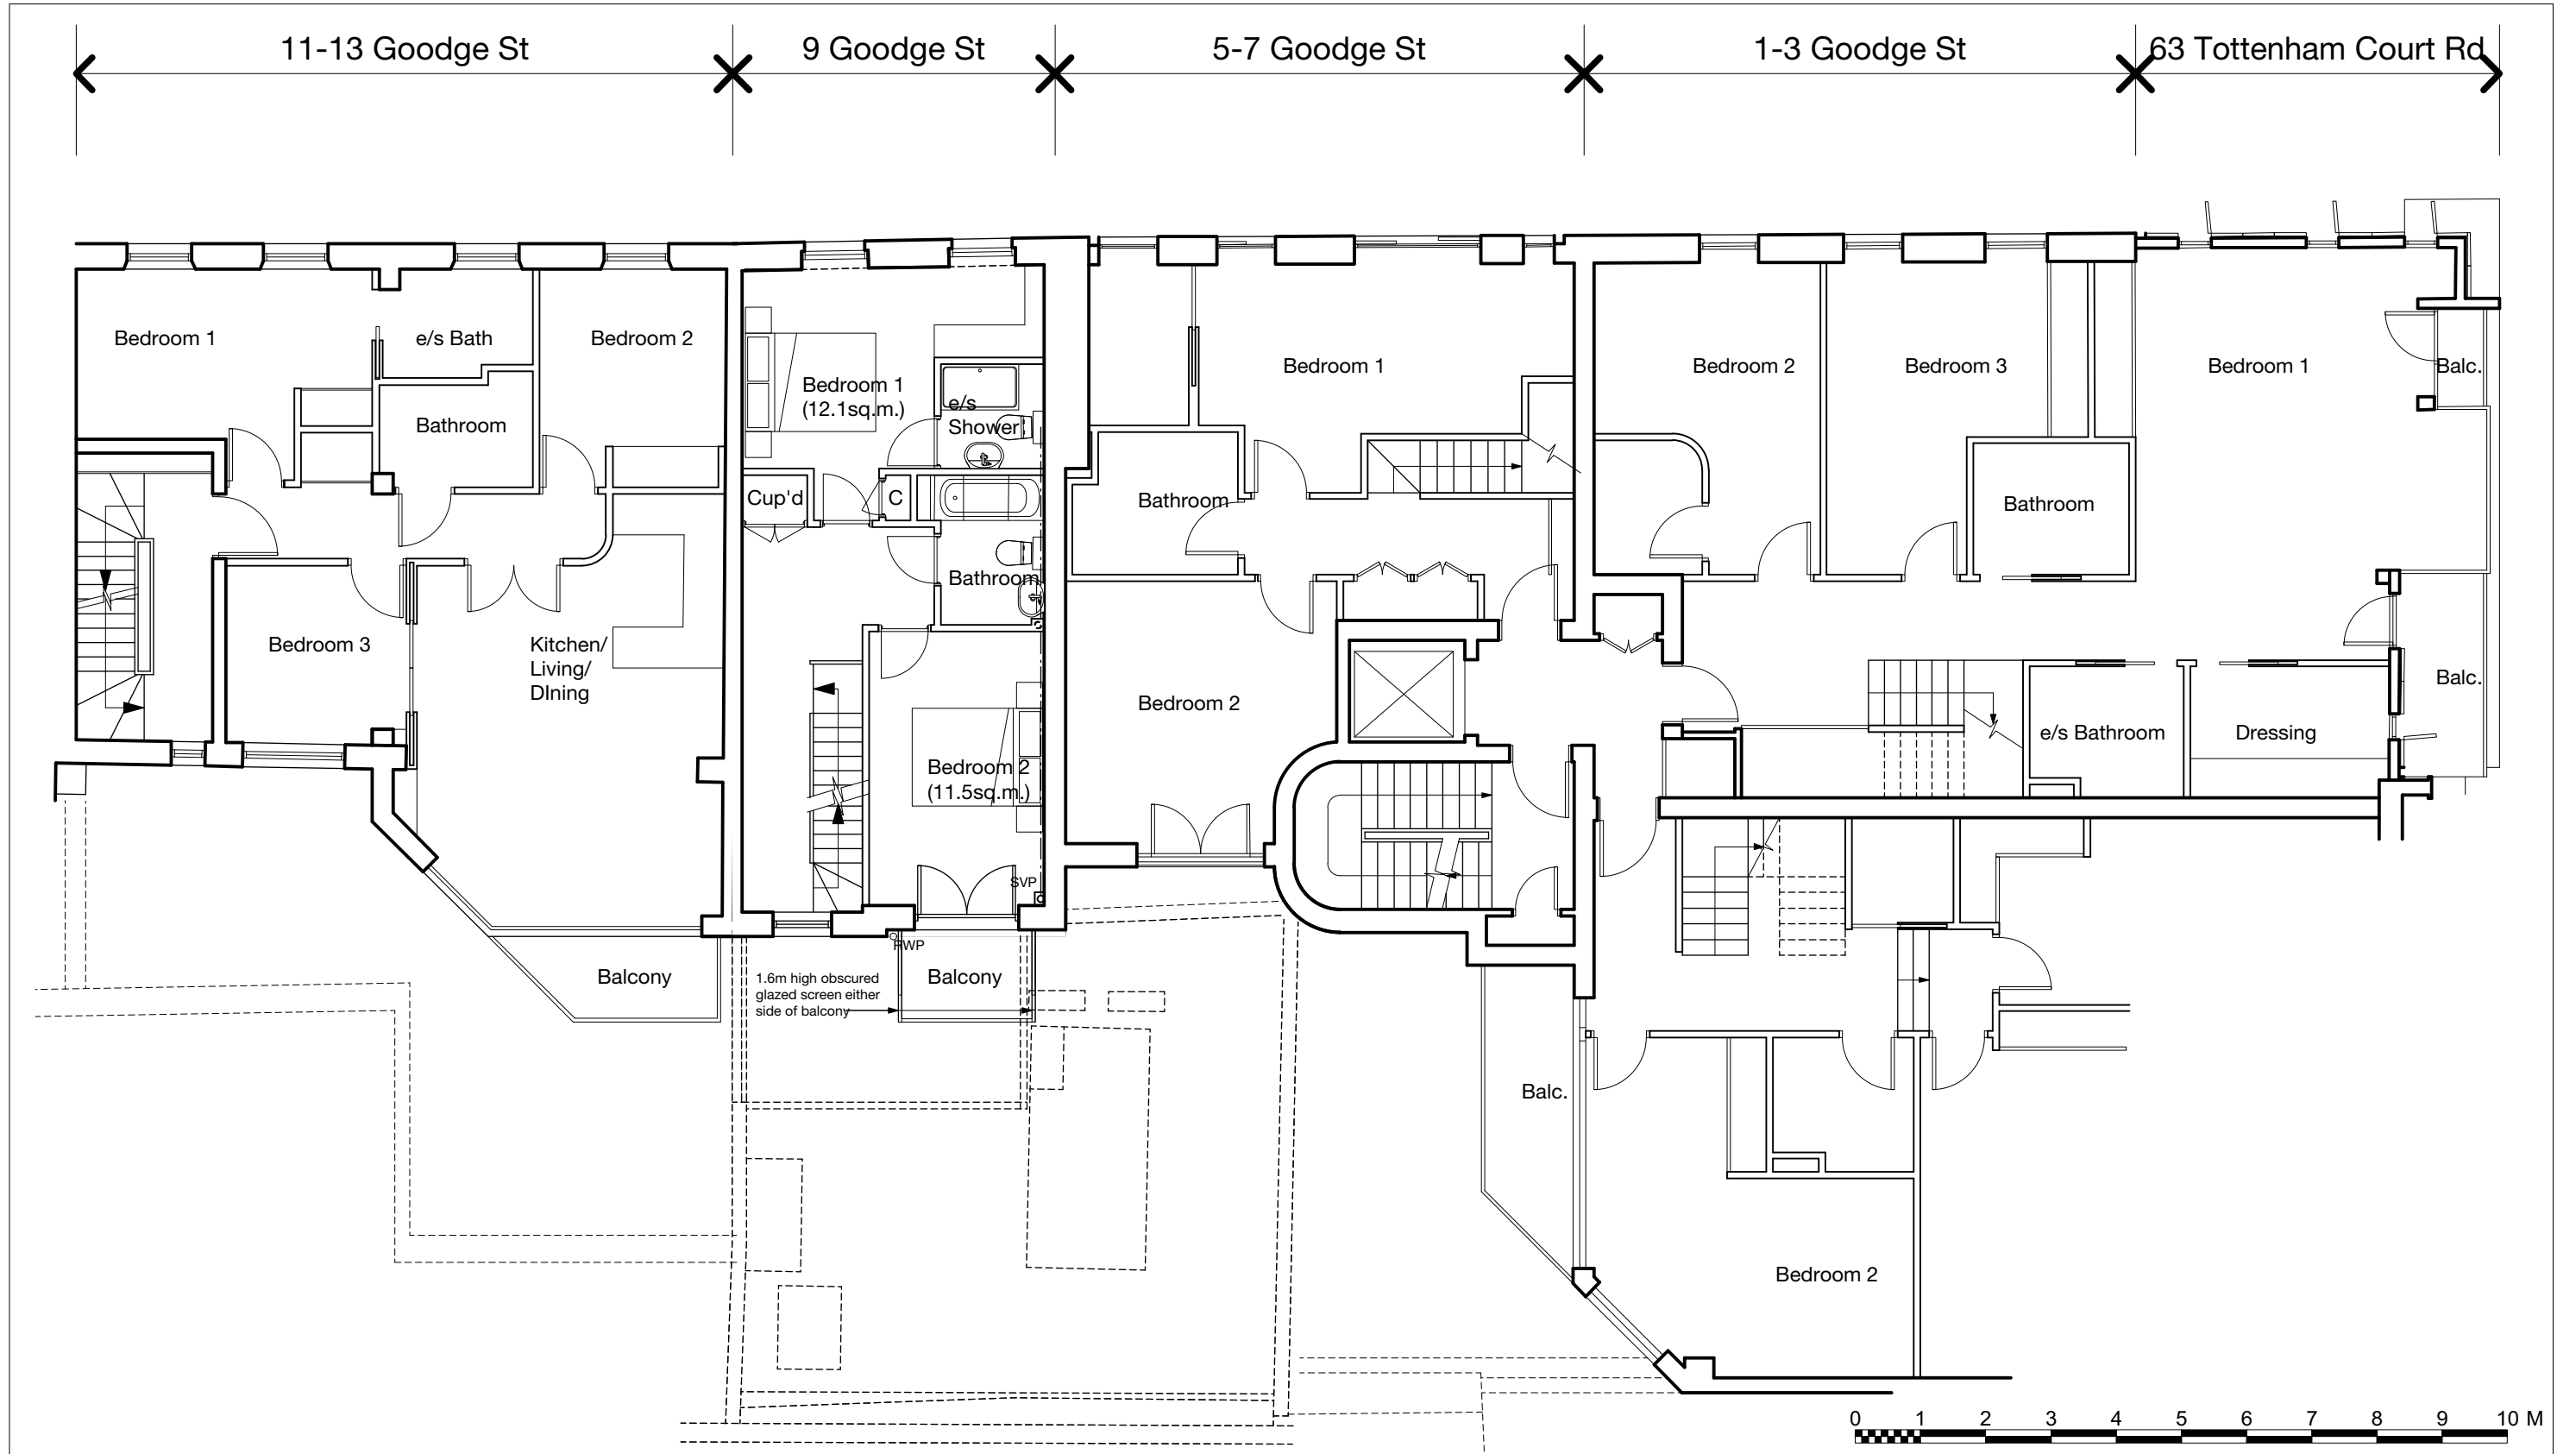 11-13 Goodge St
9 Goodge St
5-7 Goodge St
1-3 Goodge St
63 Tottenham Court Rd
Bedroom 1
e/s Bath
Bedroom 2
Bathroom
Bedroom 3
Kitchen/
Living/
DIning
Balcony
Bedroom 1
(12.1sq.m.)
e/s
Shower
Cup'd
C
Bathroom
Bedroom 2
(11.5sq.m.)
SVP
RWP
1.6m high obscured
glazed screen either
side of balcony
Balcony
Bedroom 1
Bathroom
Bedroom 2
Bedroom 2
Bedroom 3
Bathroom
Bedroom 1
Balc.
Balc.
e/s Bathroom
Dressing
Balc.
Bedroom 2
0 1 2 3 4 5 6 7 8 9 10 M